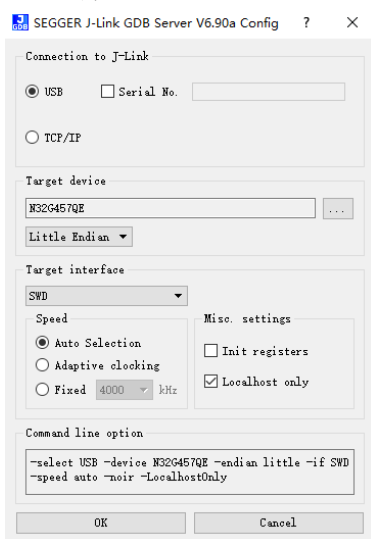 SEGGER J-Link GDB Server V6.90a Config ? ×
Connection to J-Link
USB Serial No.
TCP/IP
Target device
N32G457QE ...
Little Endian
Target interface
SWD
Speed Misc. settings
Auto Selection Init registers
Adaptive clocking Localhost only
Fixed 4000 kHz
Command line option
-select USB -device N32G457QE -endian little -if SWD
-speed auto -noir -LocalhostOnly
OK Cancel